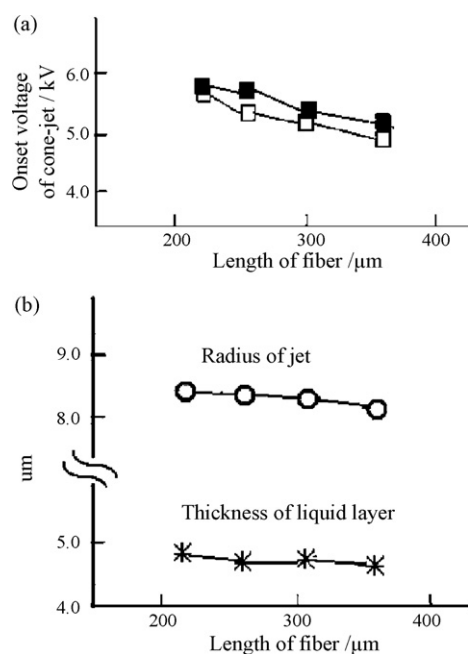 (a)
Onset voltage
of cone-jet / kV
6.0
5.0
4.0
200
300
400
Length of fiber /μm
(b)
um
9.0
8.0
5.0
4.0
Radius of jet
Thickness of liquid layer
200
300
400
Length of fiber /μm